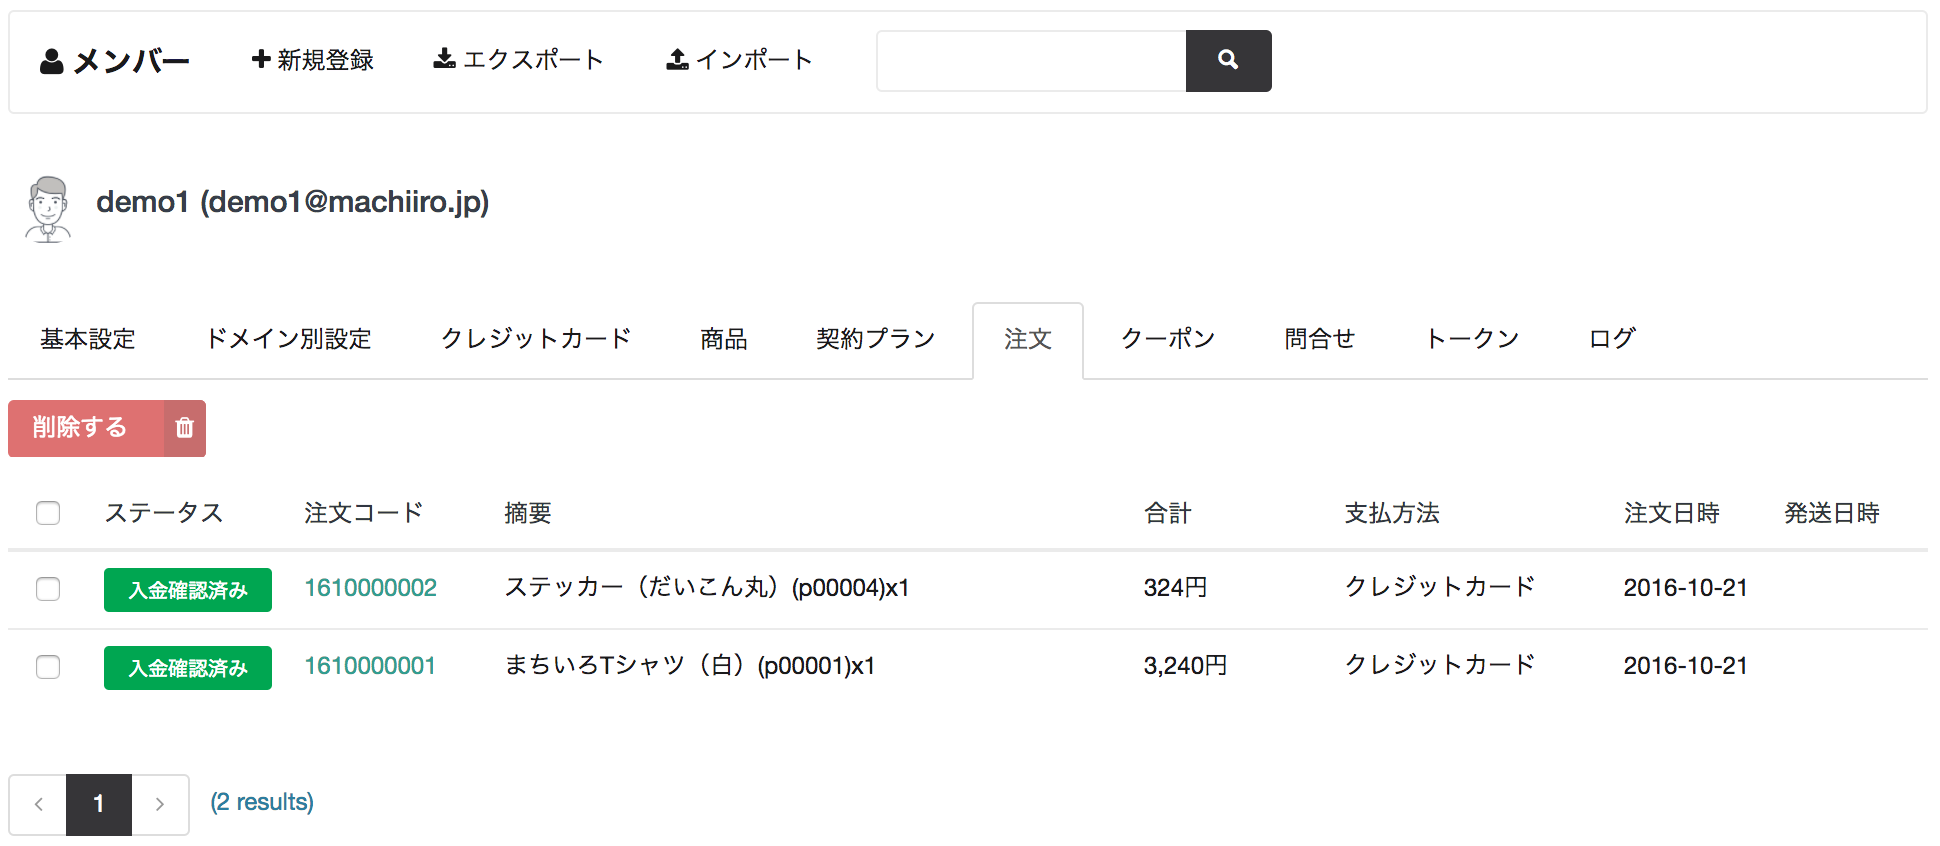 メンバー 新規登録 エクスポート インポート
demo1 (demo1@machiiro.jp)
基本設定 ドメイン別設定 クレジットカード 商品 契約プラン 注文 クーポン 問合せ トークン ログ
削除する
ステータス 注文コード 摘要 合計 支払方法 注文日時 発送日時
入金確認済み 1610000002 ステッカー（だいこん丸）(p00004)x1 324円 クレジットカード 2016-10-21
入金確認済み 1610000001 まちいろTシャツ（白）(p00001)x1 3,240円 クレジットカード 2016-10-21
1 (2 results)